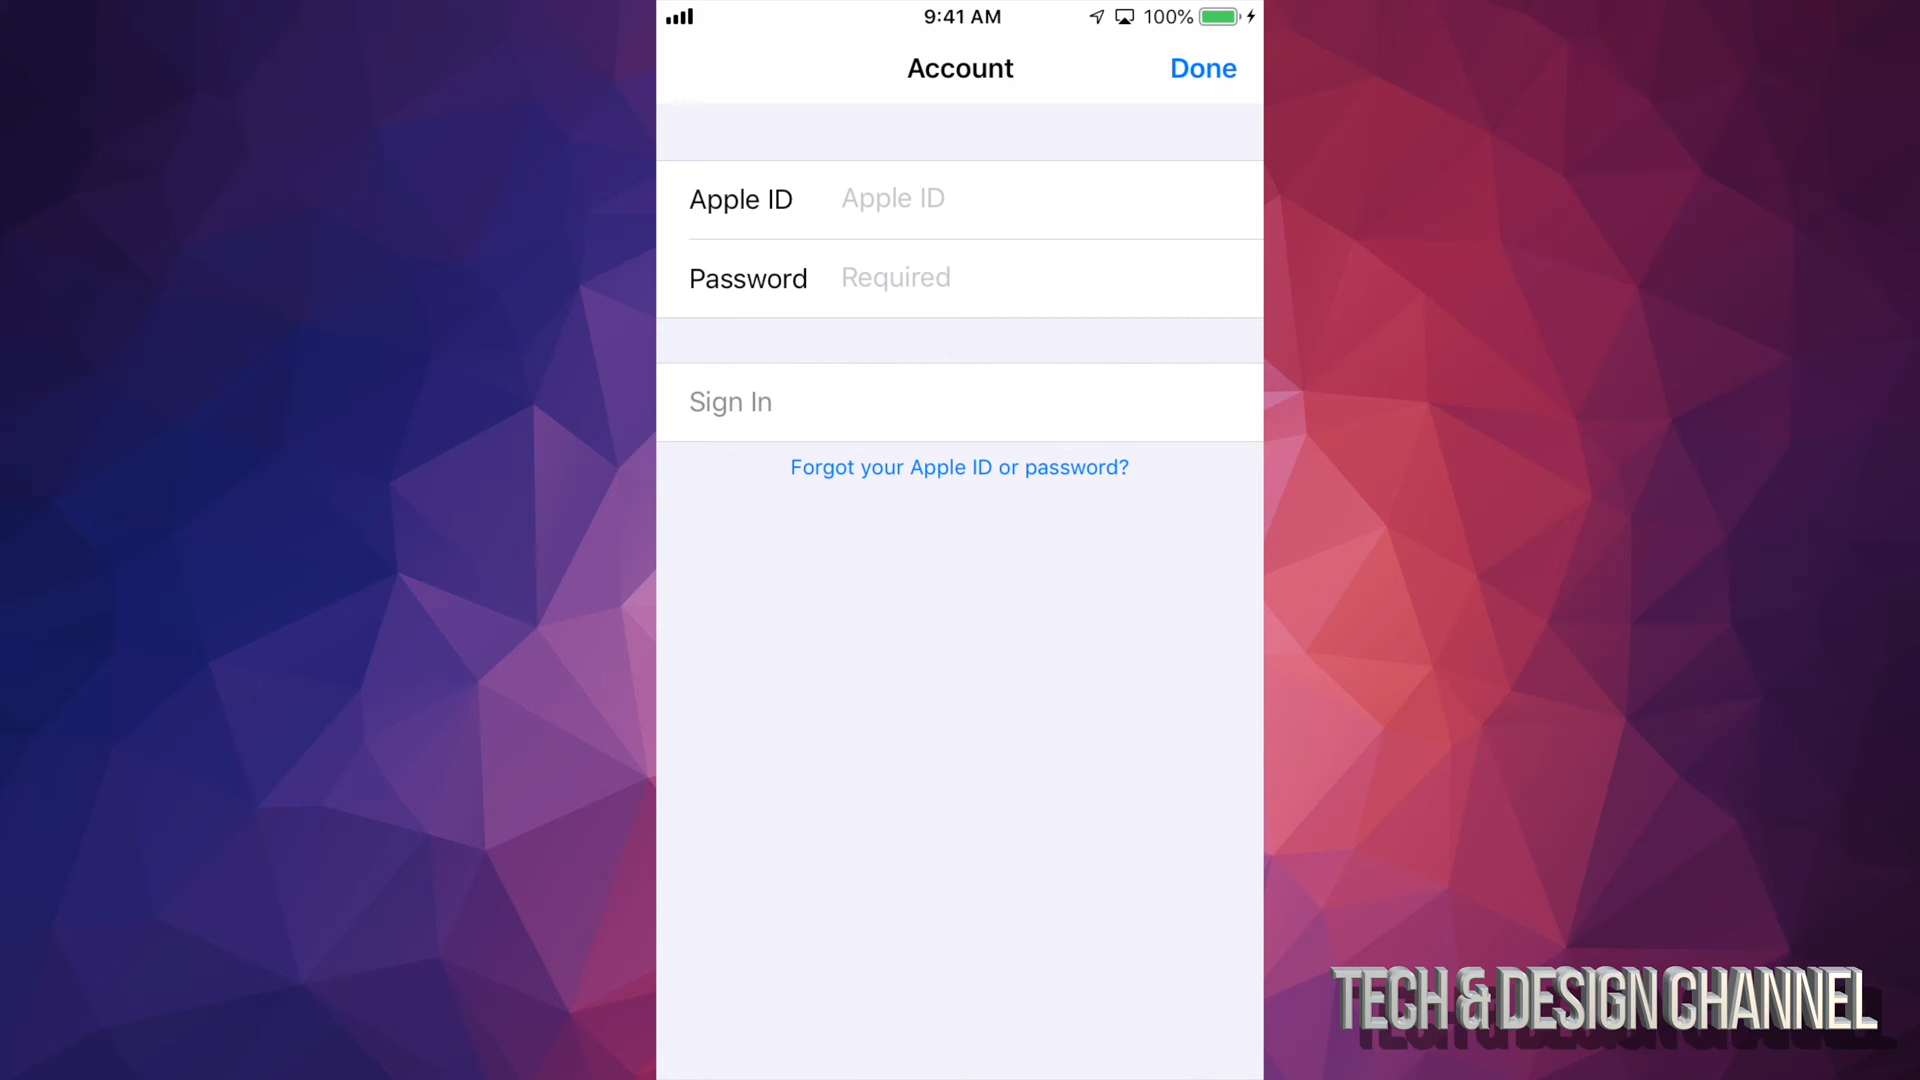 9:41 AM 100%
Account Done
Apple ID Apple ID
Password Required
Sign In
Forgot your Apple ID or password?
TECH & DESIGN CHANNEL